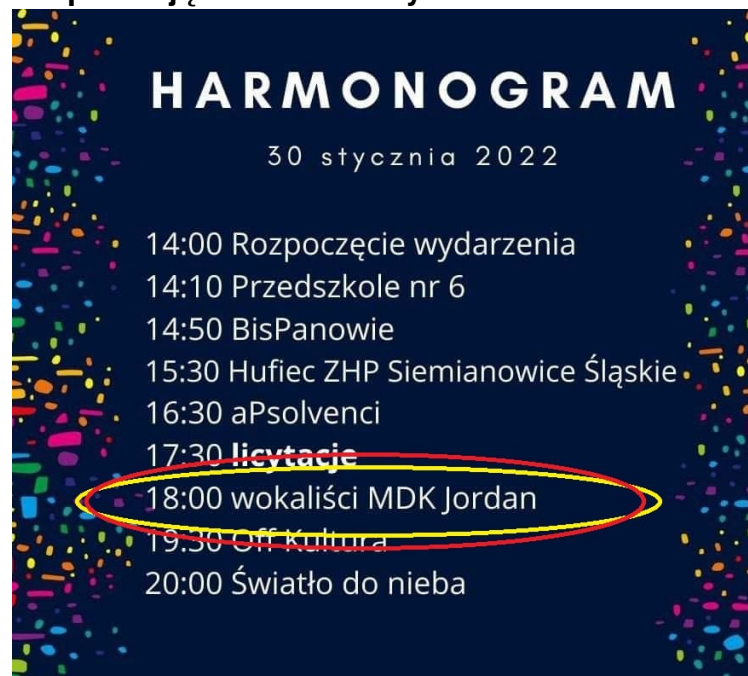 HARMONOGRAM
30 stycznia 2022
14:00 Rozpoczęcie wydarzenia
14:10 Przedszkole nr 6
14:50 BisPanowie
15:30 Hufiec ZHP Siemianowice Śląskie
16:30 aPsolvenci
17:30 licytacje
18:00 wokaliści MDK Jordan
19:30 Off Kultura
20:00 Światło do nieba